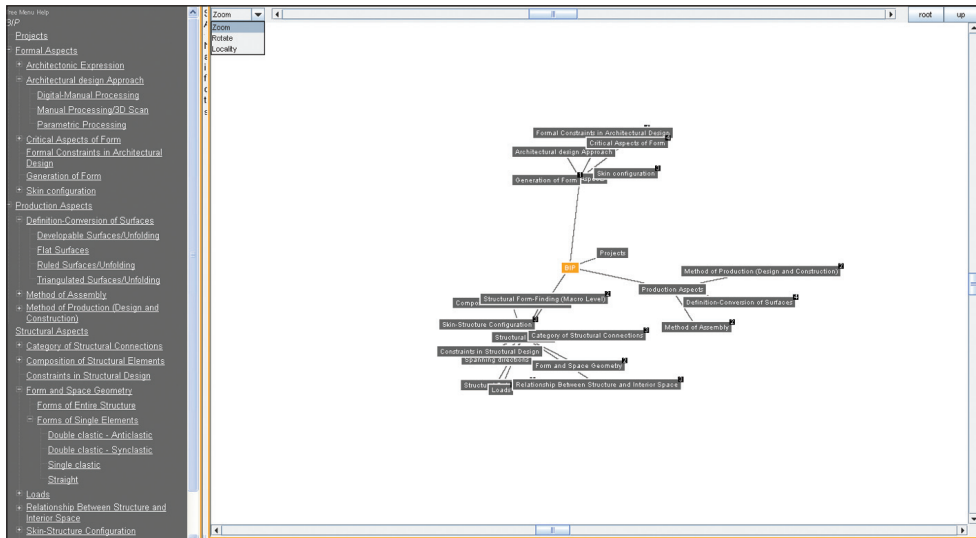 Menu Help
BIP
Projects
Formal Aspects
Architectonic Expression
Architectural design Approach
Digital-Manual Processing
Manual Processing/3D Scan
Parametric Processing
Critical Aspects of Form
Formal Constraints in Architectural
Design
Generation of Form
Skin configuration
Production Aspects
Definition-Conversion of Surfaces
Developable Surfaces/Unfolding
Flat Surfaces
Ruled Surfaces/Unfolding
Triangulated Surfaces/Unfolding
Method of Assembly
Method of Production (Design and
Construction)
Structural Aspects
Category of Structural Connections
Composition of Structural Elements
Constraints in Structural Design
Form and Space Geometry
Forms of Entire Structure
Forms of Single Elements
Double clastic - Anticlastic
Double clastic - Synclastic
Single clastic
Straight
Loads
Relationship Between Structure and
Interior Space
Skin-Structure Configuration
Zoom
Zoom
Rotate
Locality
root up
Formal Constraints in Architectural Design
Critical Aspects of Form
Architectural design Approach
Skin configuration
Generation of Form
Projects
BIP
Method of Production (Design and Construction)
Production Aspects
Structural Form-Finding (Macro Level)
Definition-Conversion of Surfaces
Skin-Structure Configuration
Method of Assembly
Structural
Category of Structural Connections
Constraints in Structural Design
Spanning directions
Form and Space Geometry
Relationship Between Structure and Interior Space
Loads